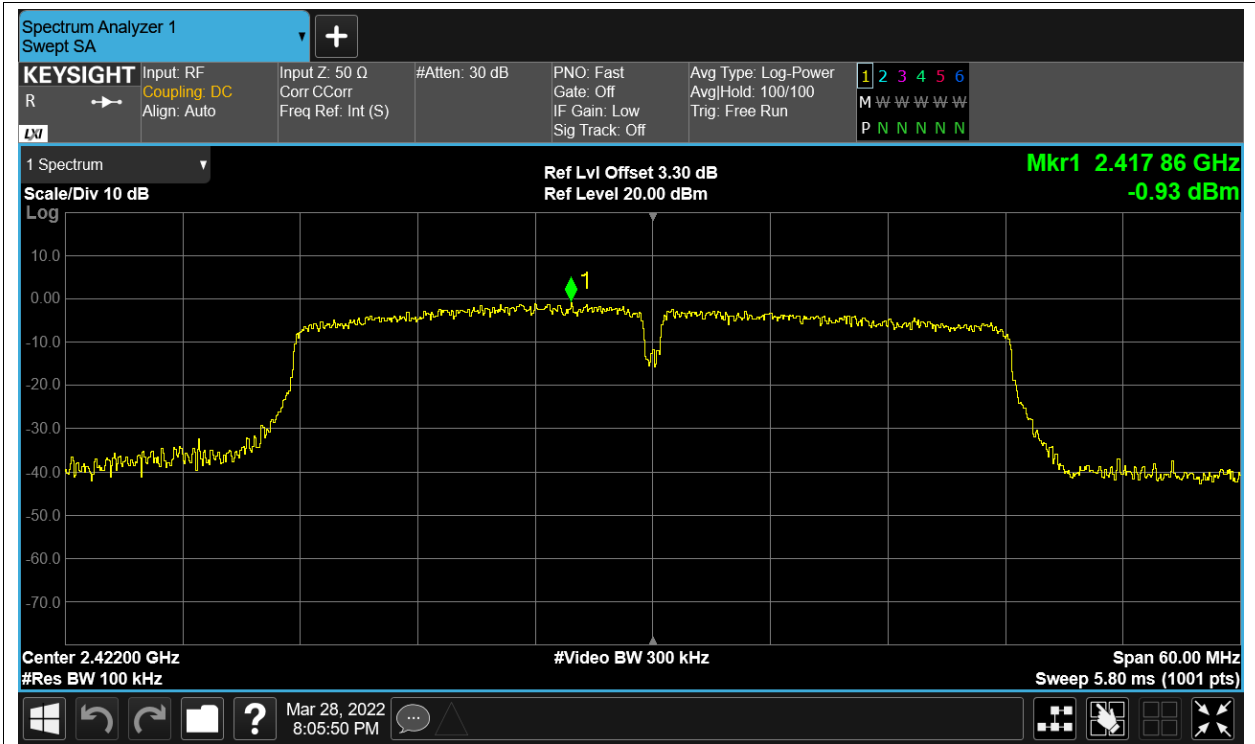 Spectrum Analyzer 1
Swept SA
KEYSIGHT
R
LXI
Input: RF
Coupling: DC
Align: Auto
Input Z: 50 Ω
Corr CCorr
Freq Ref: Int (S)
#Atten: 30 dB
PNO: Fast
Gate: Off
IF Gain: Low
Sig Track: Off
Avg Type: Log-Power
Avg|Hold: 100/100
Trig: Free Run
1 2 3 4 5 6
M W W W W W
P N N N N N
1 Spectrum
Scale/Div 10 dB
Log
Ref Lvl Offset 3.30 dB
Ref Level 20.00 dBm
Mkr1 2.417 86 GHz
-0.93 dBm
10.0
0.00
-10.0
-20.0
-30.0
-40.0
-50.0
-60.0
-70.0
1
Center 2.42200 GHz
#Res BW 100 kHz
#Video BW 300 kHz
Span 60.00 MHz
Sweep 5.80 ms (1001 pts)
?
Mar 28, 2022
8:05:50 PM